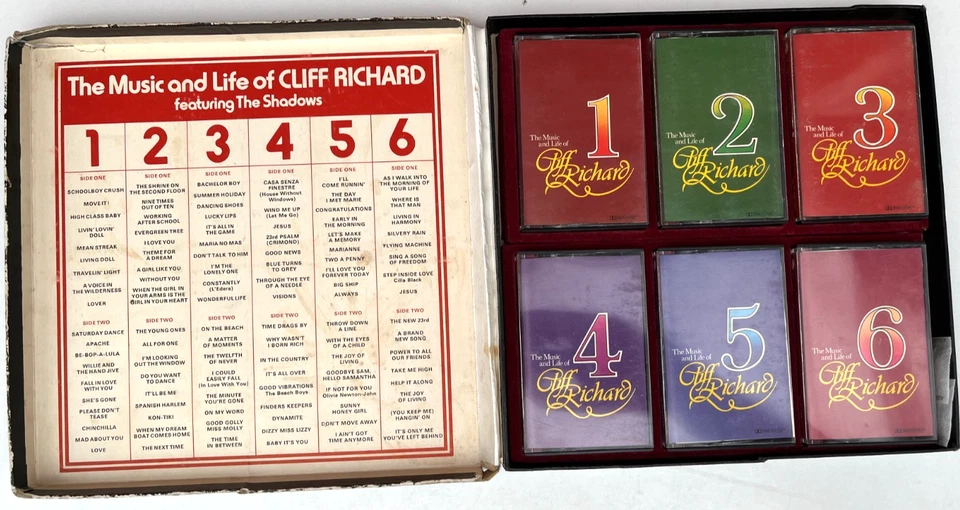 The Music and Life of CLIFF RICHARD
featuring The Shadows
1
SIDE ONE
SCHOOLBOY CRUSH
MOVE IT!
HIGH CLASS BABY
LIVIN' LOVIN'
DOLL
MEAN STREAK
LIVING DOLL
TRAVELIN' LIGHT
A VOICE IN
THE WILDERNESS
LOVER
SIDE TWO
SATURDAY DANCE
APACHE
BE-BOP-A-LULA
WILLIE AND
THE HAND JIVE
FALL IN LOVE
WITH YOU
SHE'S GONE
PLEASE DON'T
TEASE
CHINCHILLA
MAD ABOUT YOU
LOVE
2
SIDE ONE
THE SHRINE ON
THE SECOND FLOOR
NINE TIMES
OUT OF TEN
WORKING
AFTER SCHOOL
EVERGREEN TREE
I LOVE YOU
THEME FOR
A DREAM
A GIRL LIKE YOU
WITHOUT YOU
WHEN THE GIRL IN
YOUR ARMS IS THE
GIRL IN YOUR HEART
SIDE TWO
THE YOUNG ONES
ALL FOR ONE
I'M LOOKING
OUT THE WINDOW
DO YOU WANT
TO DANCE
IT'LL BE ME
SPANISH HARLEM
KON-TIKI
WHEN MY DREAM
BOAT COMES HOME
THE NEXT TIME
3
SIDE ONE
BACHELOR BOY
SUMMER HOLIDAY
DANCING SHOES
LUCKY LIPS
IT'S ALL IN
THE GAME
MARIA NO MAS
DON'T TALK TO HIM
I'M THE
LONELY ONE
CONSTANTLY
(L'Edera)
WONDERFUL LIFE
SIDE TWO
ON THE BEACH
A MATTER
OF MOMENTS
THE TWELFTH
OF NEVER
I COULD
EASILY FALL
(In Love With You)
THE MINUTE
YOU'RE GONE
ON MY WORD
GOOD GOLLY
MISS MOLLY
THE TIME
IN BETWEEN
4
SIDE ONE
CASA SENZA
FINESTRE
(House Without
Windows)
WIND ME UP
(Let Me Go)
JESUS
23rd PSALM
(CRIMOND)
GOOD NEWS
BLUE TURNS
TO GREY
THROUGH THE EYE
OF A NEEDLE
VISIONS
SIDE TWO
TIME DRAGS BY
WHY WASN'T
I BORN RICH
IN THE COUNTRY
IT'S ALL OVER
GOOD VIBRATIONS
The Beach Boys
FINDERS KEEPERS
DYNAMITE
DIZZY MISS LIZZY
BABY IT'S YOU
5
SIDE ONE
I'LL
COME RUNNIN'
THE DAY
I MET MARIE
CONGRATULATIONS
EARLY IN
THE MORNING
LET'S MAKE
A MEMORY
MARIANNE
TWO A PENNY
I'LL LOVE YOU
FOREVER TODAY
BIG SHIP
ALWAYS
SIDE TWO
THROW DOWN
A LINE
WITH THE EYES
OF A CHILD
THE JOY OF
LIVING
GOODBYE SAM,
HELLO SAMANTHA
IF NOT FOR YOU
Olivia Newton-John
SUNNY
HONEY GIRL
DON'T MOVE AWAY
I AIN'T GOT
TIME ANYMORE
6
SIDE ONE
AS I WALK INTO
THE MORNING OF
YOUR LIFE
WHERE IS
THAT MAN
LIVING IN
HARMONY
SILVERY RAIN
FLYING MACHINE
SING A SONG
OF FREEDOM
STEP INSIDE LOVE
Cilla Black
JESUS
SIDE TWO
THE NEW 23rd
A BRAND
NEW SONG
POWER TO ALL
OUR FRIENDS
TAKE ME HIGH
HELP IT ALONG
THE JOY
OF LIVING
(YOU KEEP ME)
HANGIN' ON
IT'S ONLY ME
YOU'VE LEFT BEHIND
1
The Music
and Life of
Cliff
Richard
2
The Music
and Life of
Cliff
Richard
3
The Music
and Life of
Cliff
Richard
4
The Music
and Life of
Cliff
Richard
5
The Music
and Life of
Cliff
Richard
6
The Music
and Life of
Cliff
Richard